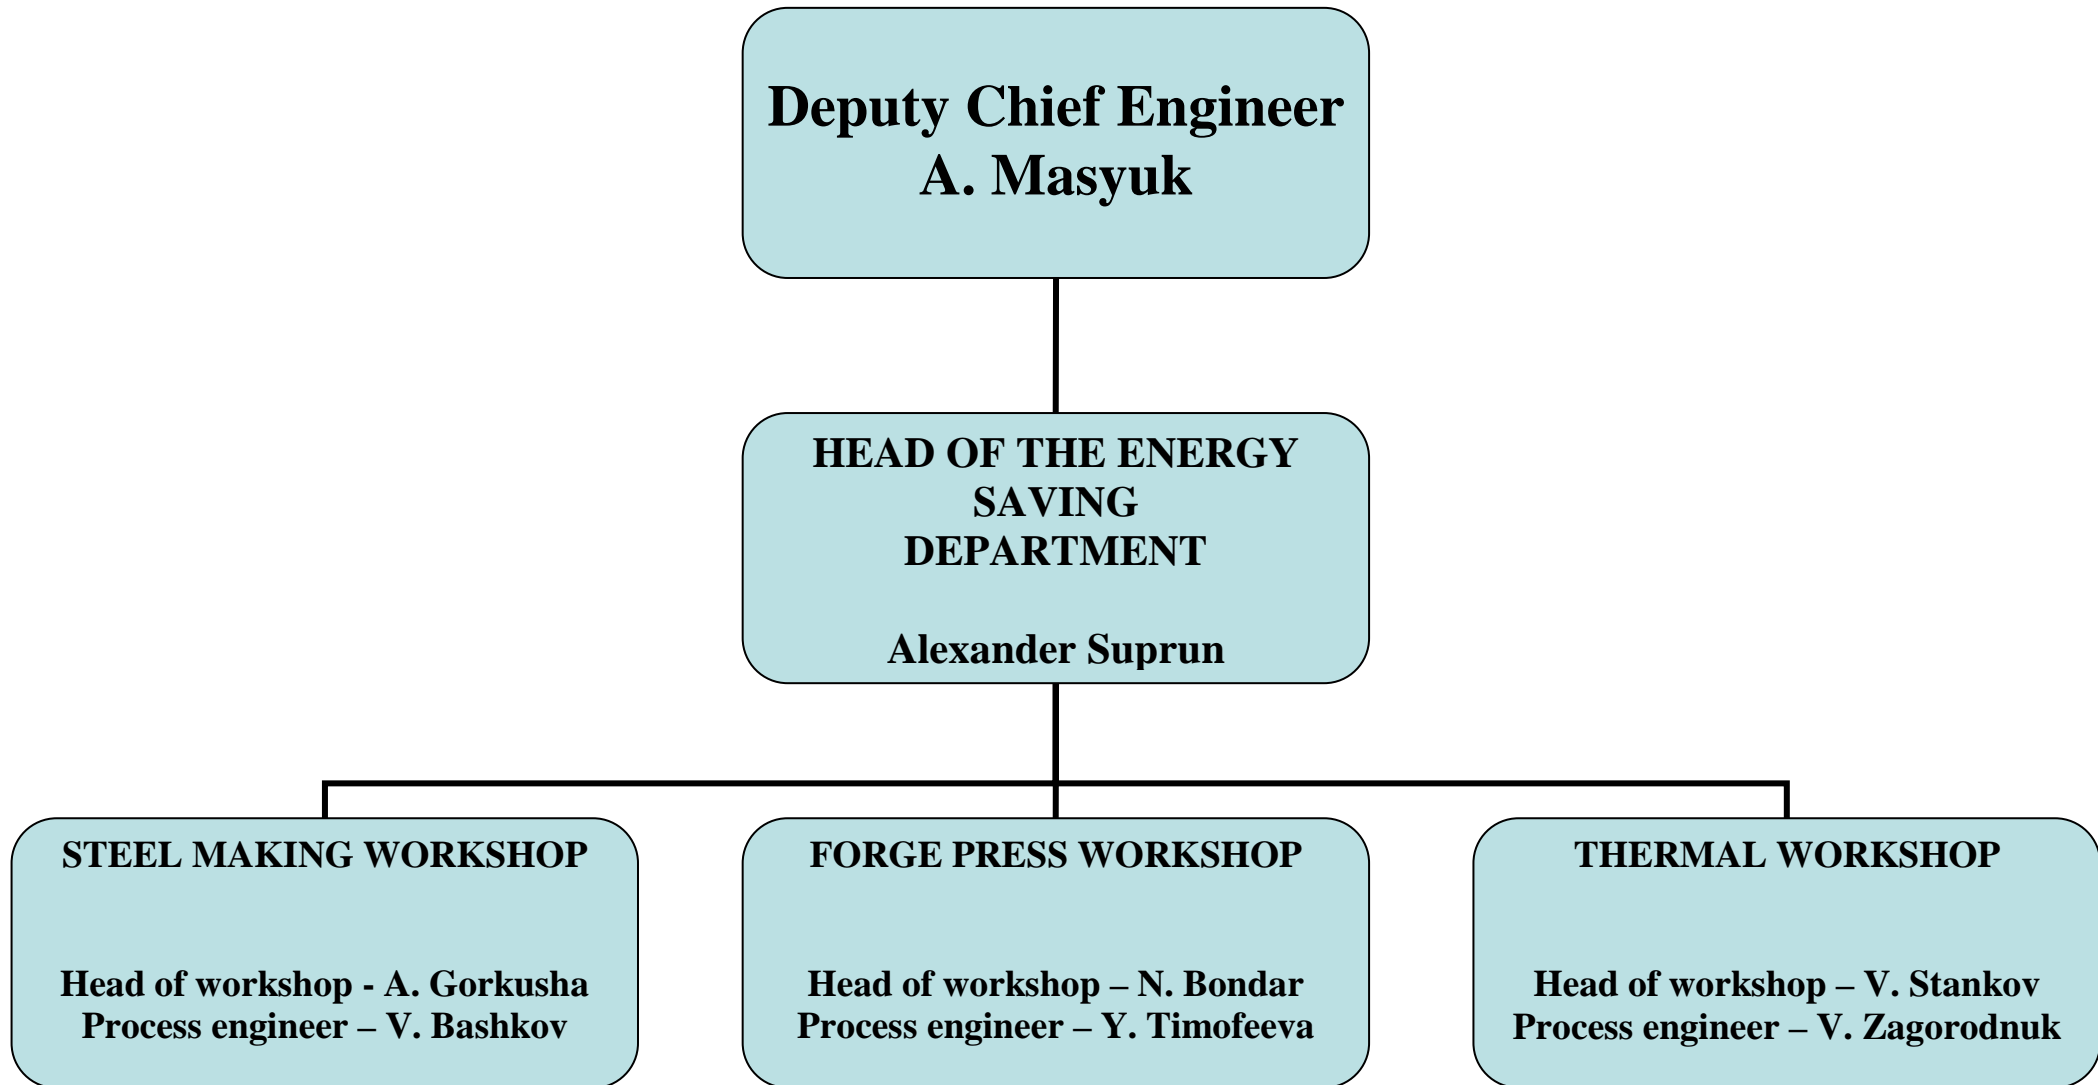 Deputy Chief Engineer
A. Masyuk
HEAD OF THE ENERGY
SAVING
DEPARTMENT
Alexander Suprun
STEEL MAKING WORKSHOP
Head of workshop - A. Gorkusha
Process engineer – V. Bashkov
FORGE PRESS WORKSHOP
Head of workshop – N. Bondar
Process engineer – Y. Timofeeva
THERMAL WORKSHOP
Head of workshop – V. Stankov
Process engineer – V. Zagorodnuk